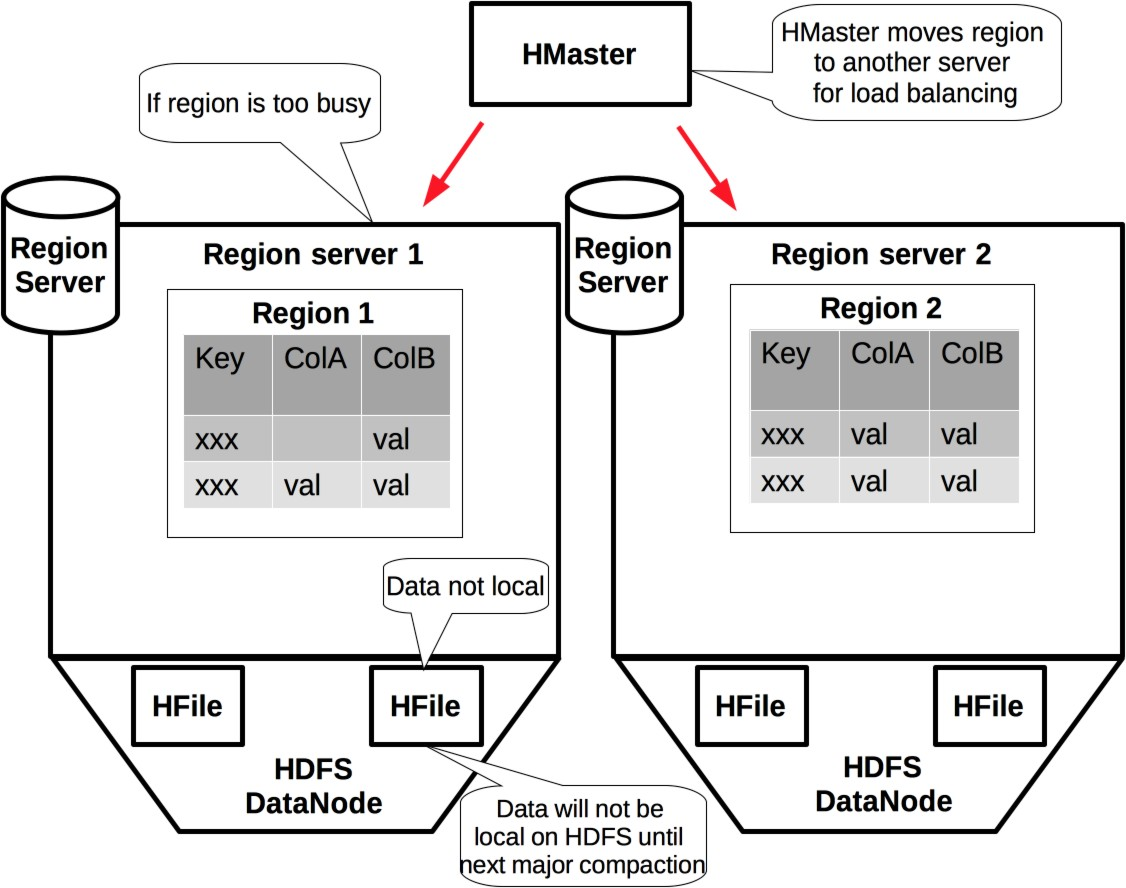 HMaster
HMaster moves region
to another server
for load balancing
If region is too busy
Region
Server
Region server 1
Region 1
Key ColA ColB
xxx val
xxx val val
Data not local
HFile HFile
HDFS
DataNode
Data will not be
local on HDFS until
next major compaction
Region
Server
Region server 2
Region 2
Key ColA ColB
xxx val val
xxx val val
HFile HFile
HDFS
DataNode